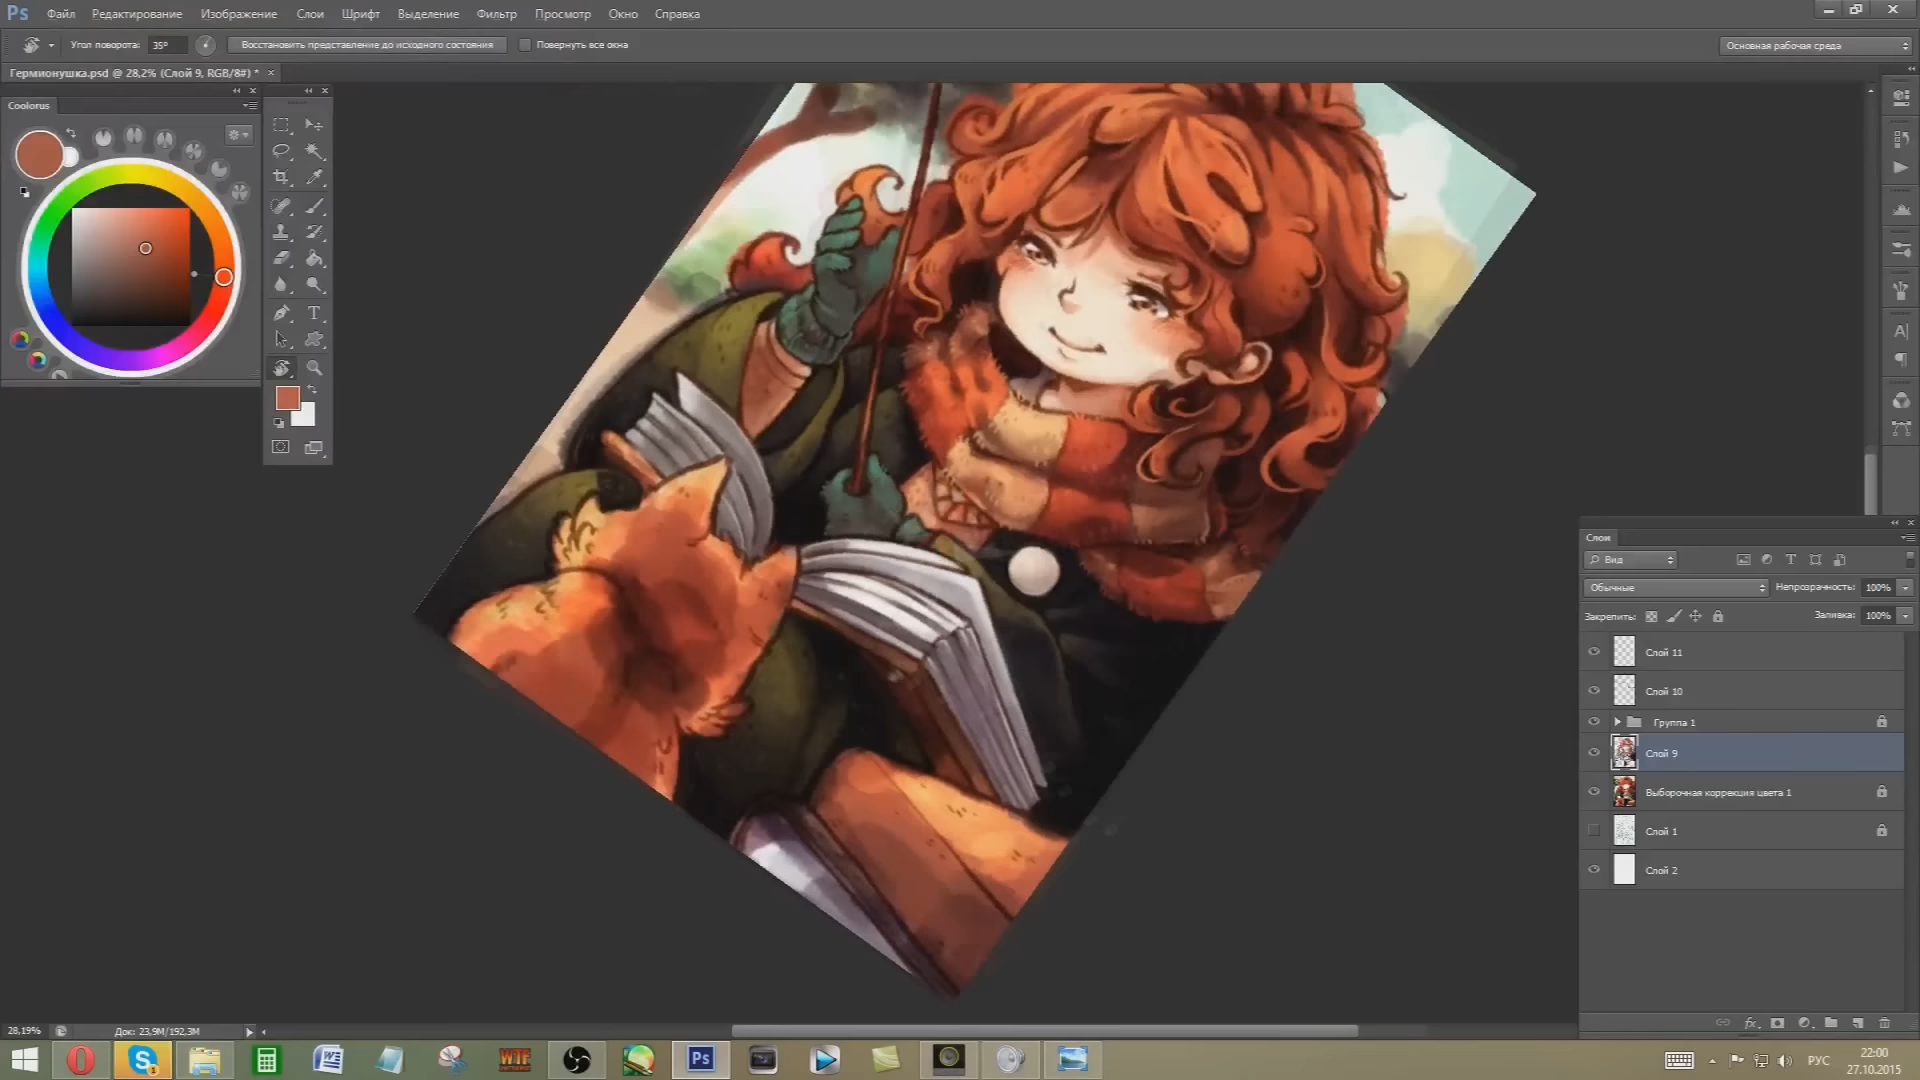 Ps Файл Редактирование Изображение Слои Шрифт Выделение Фильтр Просмотр Окно Справка
Угол поворота: 35° Восстановить представление до исходного состояния Повернуть все окна Основная рабочая среда
Гермионушка.psd @ 28,2% (Слой 9, RGB/8#) *
Coolorus
Слои
Вид
Обычные Непрозрачность: 100%
Закрепить: Заливка: 100%
Слой 11
Слой 10
Группа 1
Слой 9
Выборочная коррекция цвета 1
Слой 1
Слой 2
28,19% Док: 23,9M/192,3M
WTF
Ps
РУС
22:00
27.10.2015